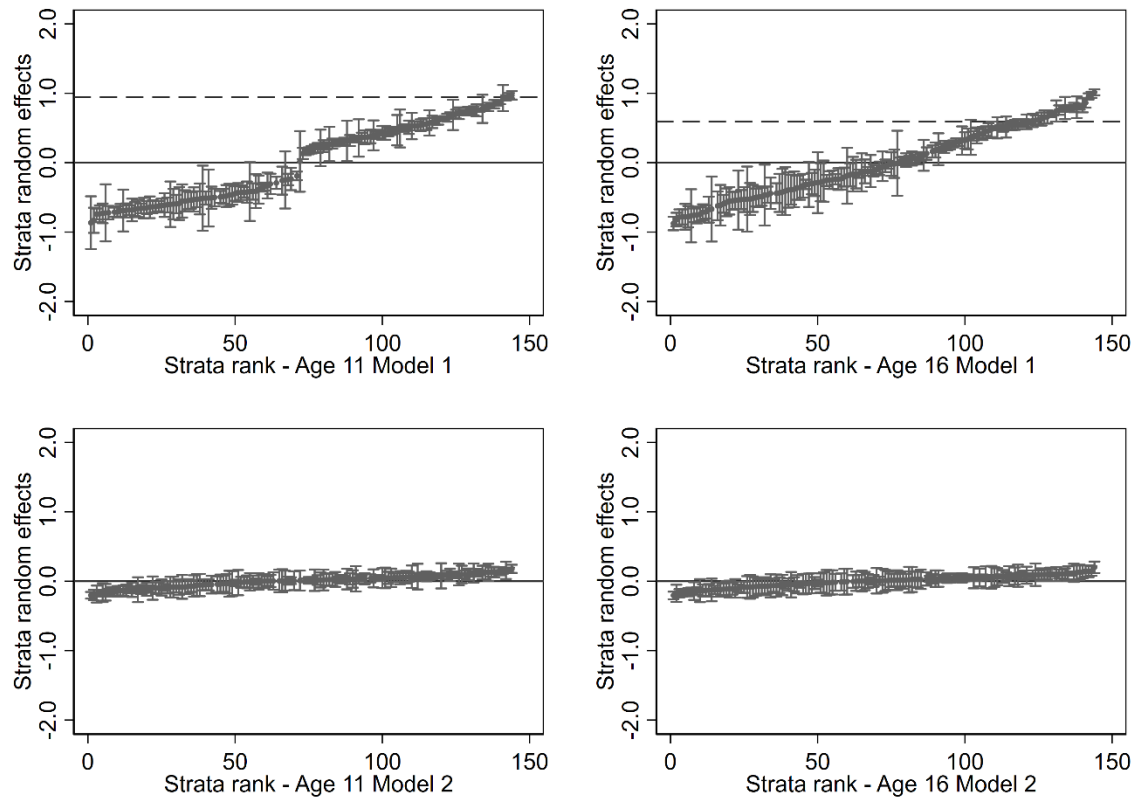 Strata random effects
2.0
1.0
0.0
-1.0
-2.0
0 50 100 150
Strata rank - Age 11 Model 1
Strata random effects
2.0
1.0
0.0
-1.0
-2.0
0 50 100 150
Strata rank - Age 16 Model 1
Strata random effects
2.0
1.0
0.0
-1.0
-2.0
0 50 100 150
Strata rank - Age 11 Model 2
Strata random effects
2.0
1.0
0.0
-1.0
-2.0
0 50 100 150
Strata rank - Age 16 Model 2